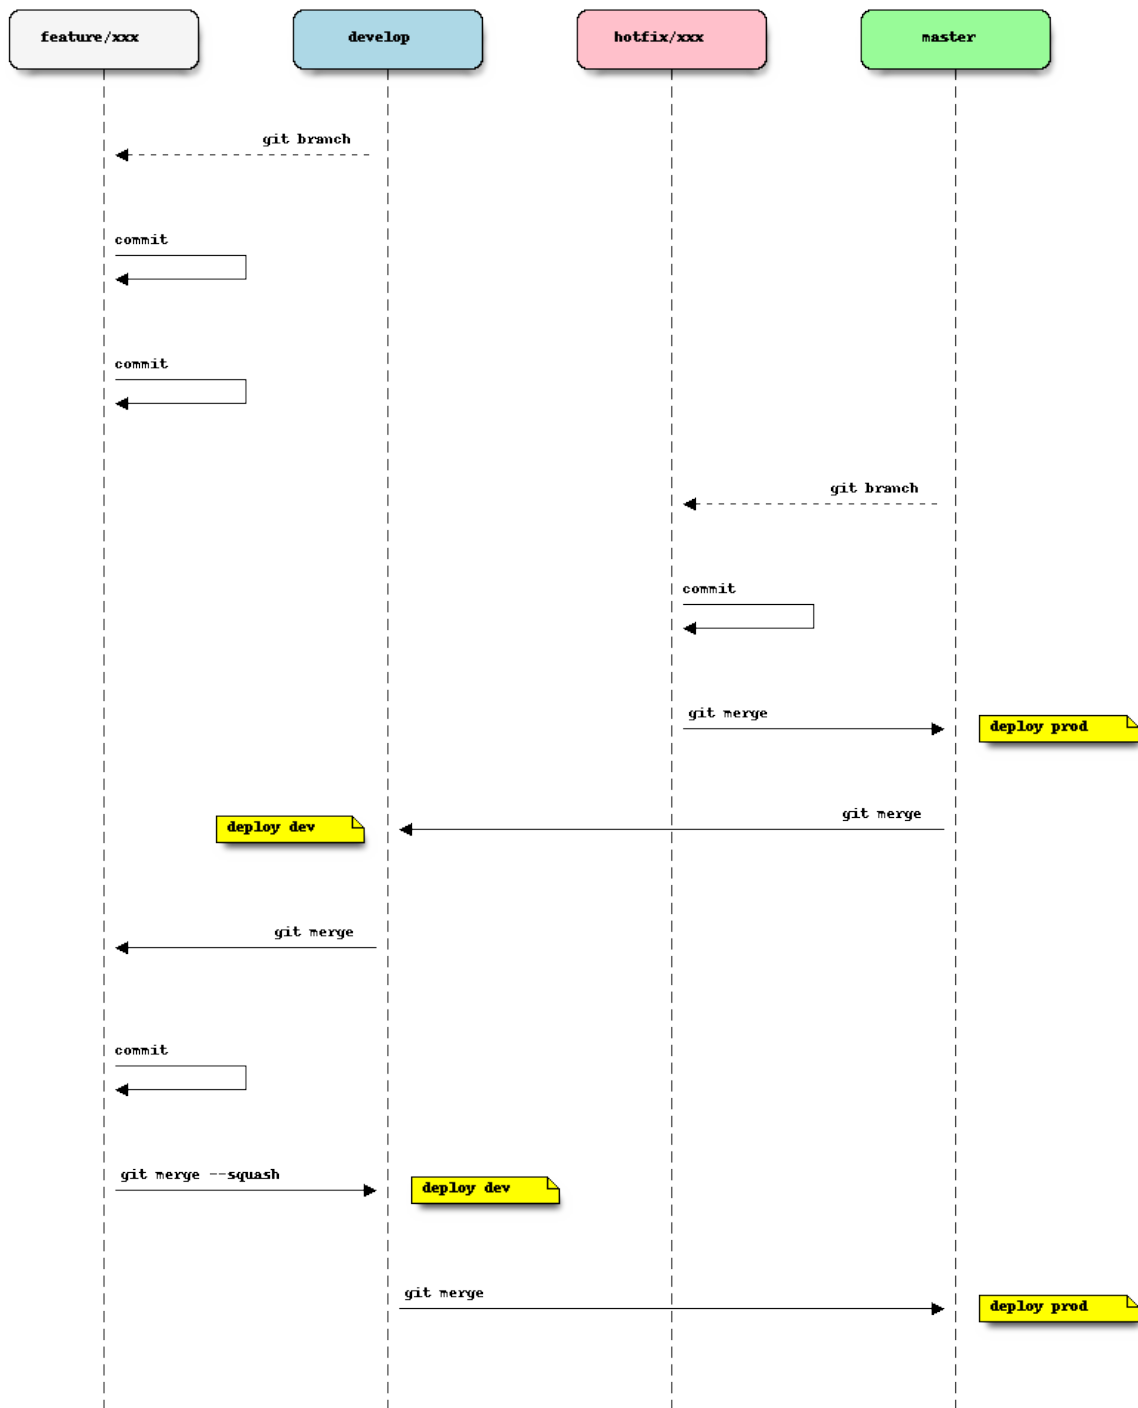 feature/xxx
develop
hotfix/xxx
master
git branch
commit
commit
git branch
commit
git merge
deploy prod
git merge
deploy dev
git merge
commit
git merge --squash
deploy dev
git merge
deploy prod